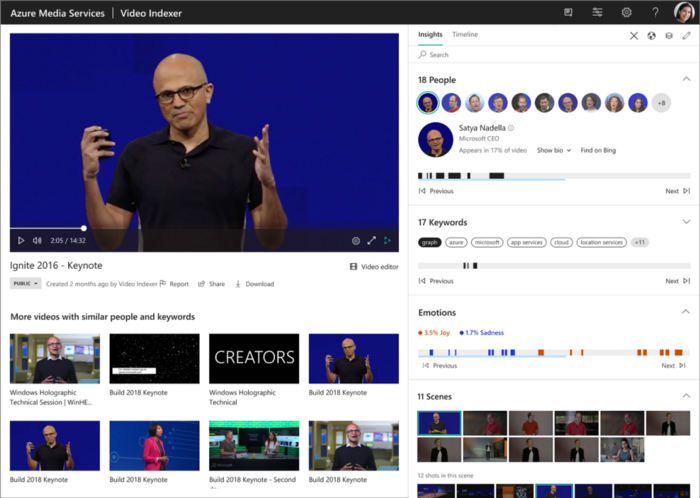 Azure Media Services | Video Indexer
2:05 / 14:32
Ignite 2016 - Keynote
Video editor
PUBLIC Created 2 months ago by Video Indexer Report Share Download
More videos with similar people and keywords
Windows Holographic
Technical Session | WinHE...
Build 2018 Keynote
CREATORS
Windows Holographic
Technical
Build 2018 Keynote
Build 2018 Keynote
Build 2018 Keynote
Build 2018 Keynote - Second
Build 2018 Keynote
Insights Timeline
Search
18 People
+8
Satya Nadella
Microsoft CEO
Appears in 17% of video Show bio Find on Bing
Previous Next
17 Keywords
graph azure microsoft app services cloud location services +11
Previous Next
Emotions
3.5% Joy 1.7% Sadness
Previous Next
11 Scenes
12 shots in this scene